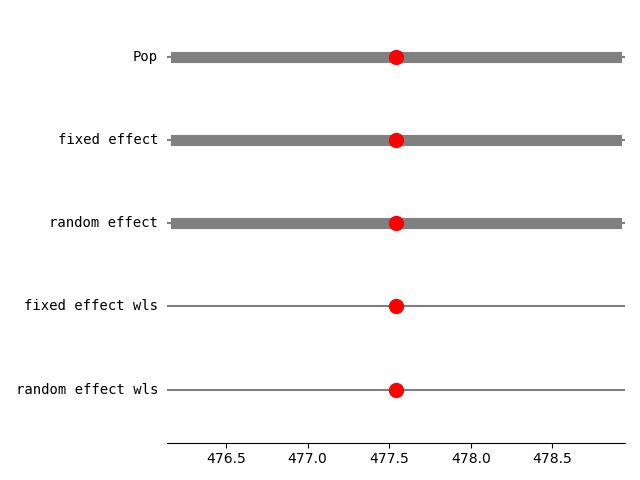 Pop
fixed effect
random effect
fixed effect wls
random effect wls
476.5 477.0 477.5 478.0 478.5